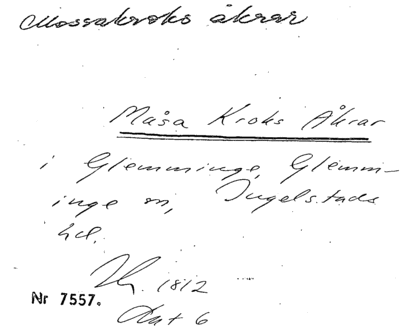 Mossakroks åkrar
Måsa Kroks Åkrar
i Glemminge, Glemm-
inge sn, Ingelstads
hd.
1812
Nr 7557.
Akt 6